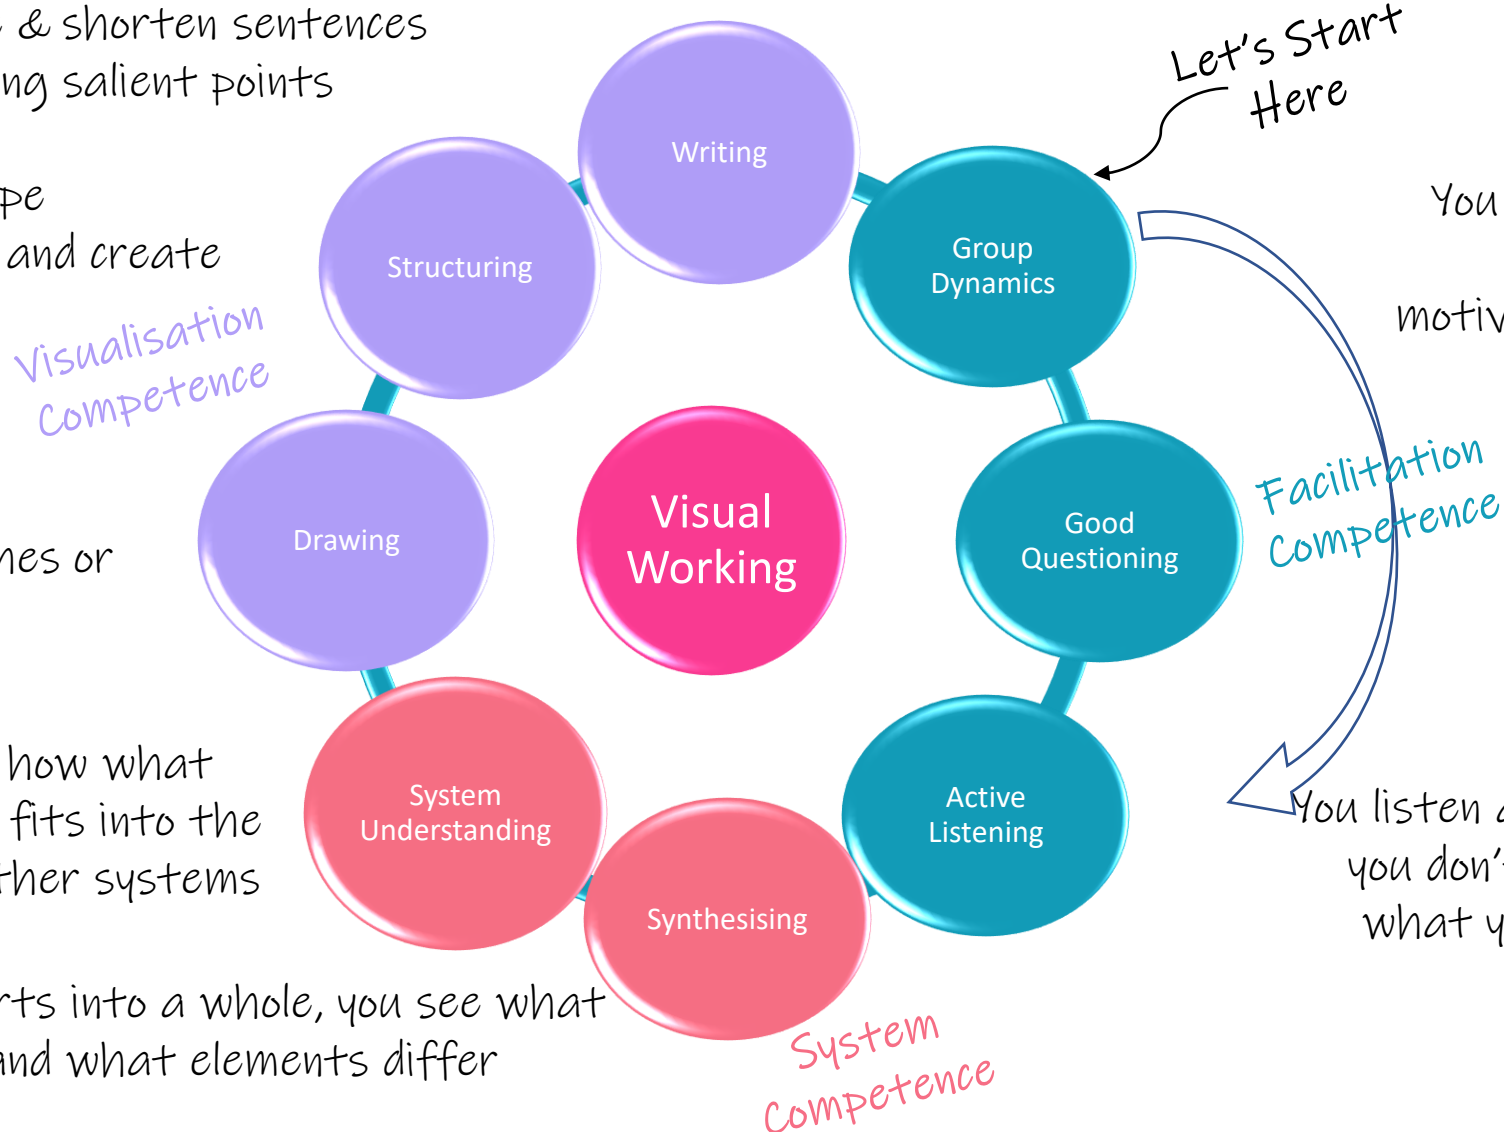 & shorten sentences
ng salient points
Let's Start
Here
Writing
Group
Dynamics
Structuring
pe
and create
You
motiv
Visualisation
Competence
Good
Questioning
Facilitation
Competence
Visual
Working
Drawing
nes or
how what
fits into the
ther systems
System
Understanding
Active
Listening
You listen
you don't
what y
Synthesising
rts into a whole, you see what
and what elements differ
System
Competence